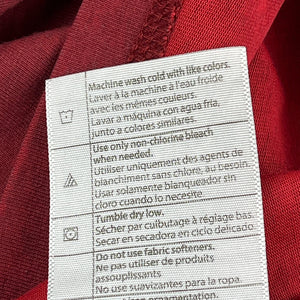 Machine wash cold with like colors.
Laver à la machine à l'eau froide
avec les mêmes couleurs.
Lavar a máquina con agua fria,
junto a colores similares.
Use only non-chlorine bleach
when needed.
Utiliser uniquement des agents de
blanchiment sans chlore, au besoin.
Usar solamente blanqueador sin
cloro cuando lo necesite
Tumble dry low.
Sécher par culbutage à réglage bas.
Secar en secadora en ciclo delicado.
Do not use fabric softeners.
Ne pas utiliser de produits
assouplissants
No use suavizantes para la ropa.
ornamentation.